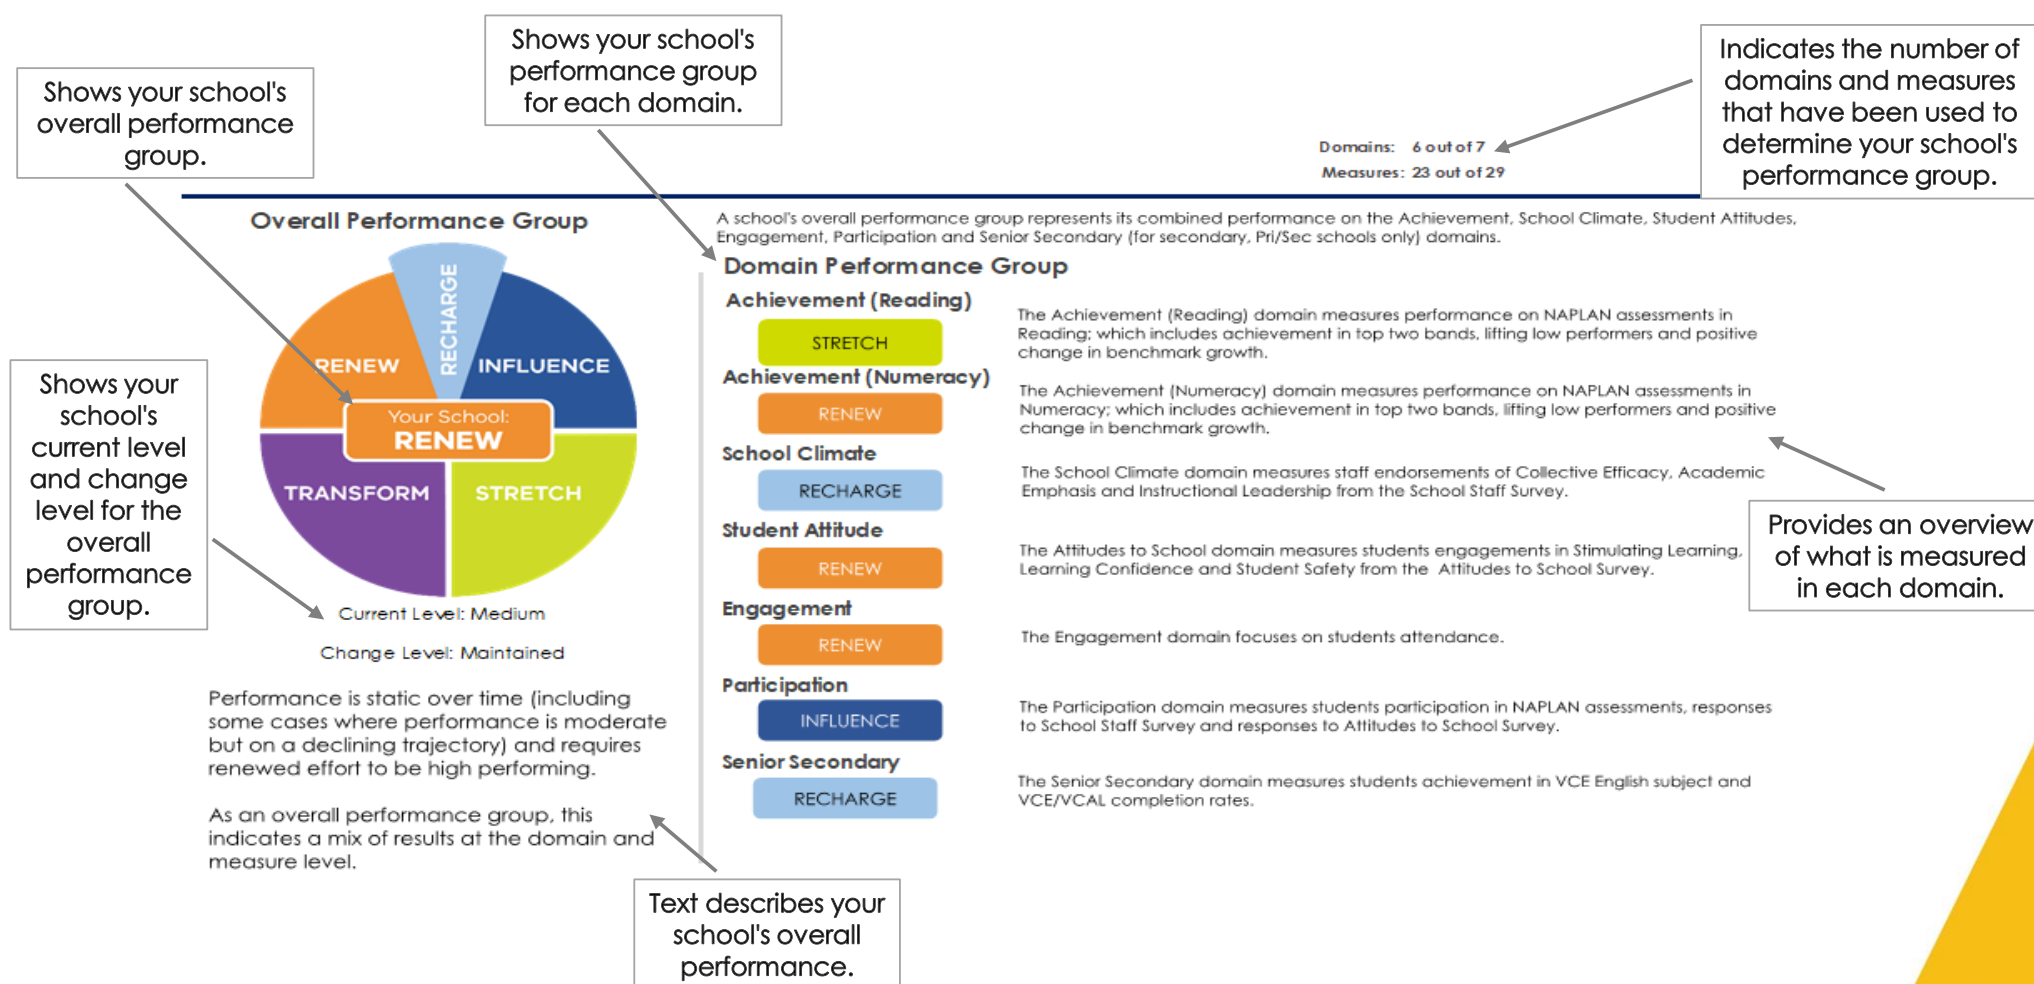 Shows your school's
performance group
for each domain.
Indicates the number of
domains and measures
that have been used to
determine your school's
performance group.
Shows your school's
overall performance
group.
Domains: 6 out of 7
Measures: 23 out of 29
Overall Performance Group
RENEW
RECHARGE
INFLUENCE
Your School:
RENEW
TRANSFORM
STRETCH
Shows your
school's
current level
and change
level for the
overall
performance
group.
Current Level: Medium
Change Level: Maintained
Performance is static over time (including
some cases where performance is moderate
but on a declining trajectory) and requires
renewed effort to be high performing.
As an overall performance group, this
indicates a mix of results at the domain and
measure level.
A school's overall performance group represents its combined performance on the Achievement, School Climate, Student Attitudes,
Engagement, Participation and Senior Secondary (for secondary, Pri/Sec schools only) domains.
Domain Performance Group
Achievement (Reading)
STRETCH
The Achievement (Reading) domain measures performance on NAPLAN assessments in
Reading; which includes achievement in top two bands, lifting low performers and positive
change in benchmark growth.
Achievement (Numeracy)
RENEW
The Achievement (Numeracy) domain measures performance on NAPLAN assessments in
Numeracy; which includes achievement in top two bands, lifting low performers and positive
change in benchmark growth.
School Climate
RECHARGE
The School Climate domain measures staff endorsements of Collective Efficacy, Academic
Emphasis and Instructional Leadership from the School Staff Survey.
Student Attitude
RENEW
The Attitudes to School domain measures students engagements in Stimulating Learning,
Learning Confidence and Student Safety from the Attitudes to School Survey.
Engagement
RENEW
The Engagement domain focuses on students attendance.
Participation
INFLUENCE
The Participation domain measures students participation in NAPLAN assessments, responses
to School Staff Survey and responses to Attitudes to School Survey.
Senior Secondary
RECHARGE
The Senior Secondary domain measures students achievement in VCE English subject and
VCE/VCAL completion rates.
Provides an overview
of what is measured
in each domain.
Text describes your
school's overall
performance.